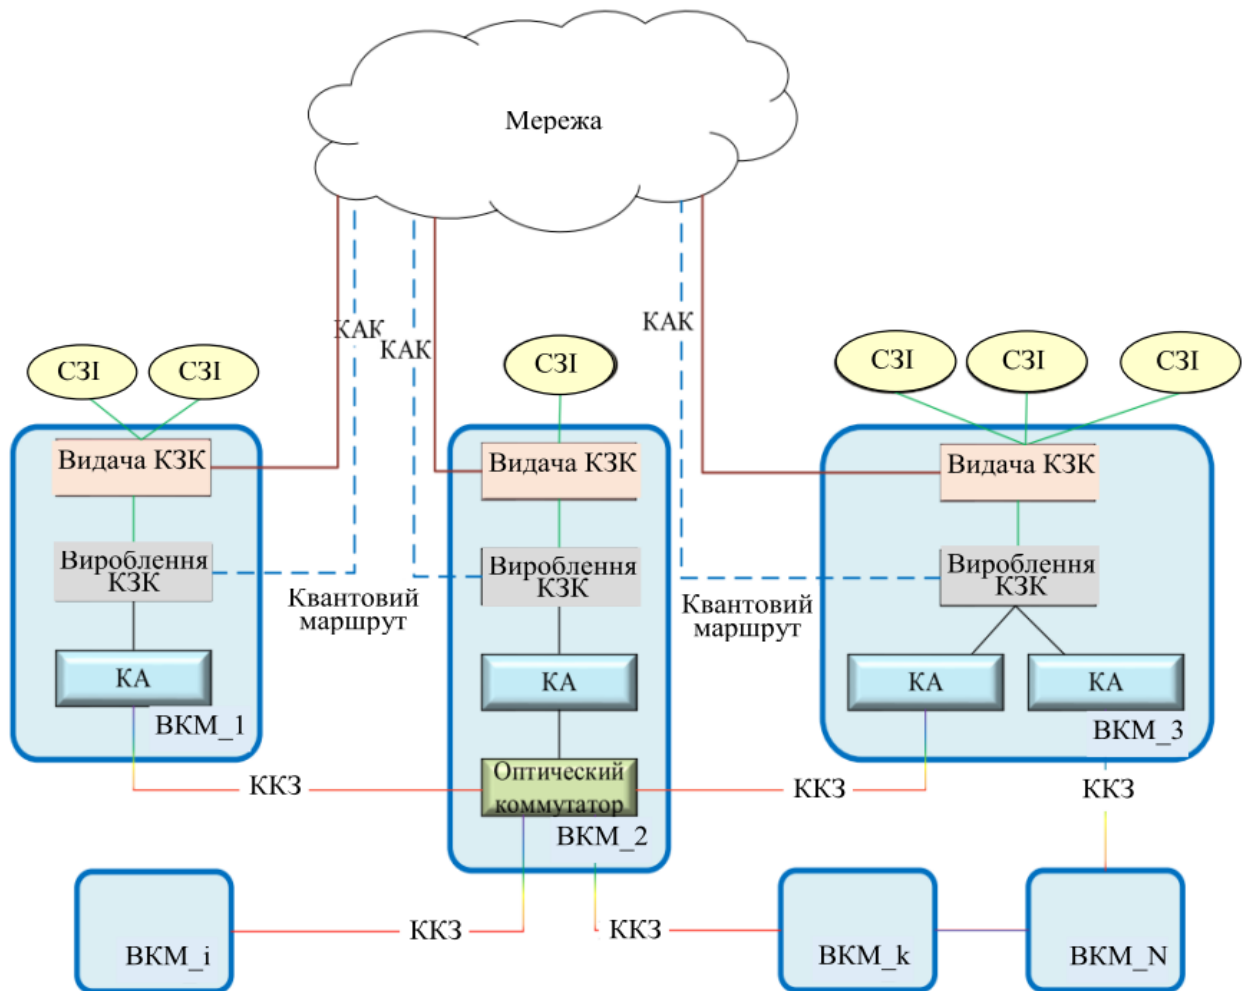 Мережа
КАК
КАК
КАК
СЗІ
СЗІ
СЗІ
СЗІ
СЗІ
СЗІ
Видача КЗК
Видача КЗК
Видача КЗК
Вироблення
КЗК
Вироблення
КЗК
Вироблення
КЗК
Квантовий
маршрут
Квантовий
маршрут
КА
КА
КА
КА
ВКМ_1
ВКМ_3
Оптический
коммутатор
ККЗ
ККЗ
ККЗ
ВКМ_2
ККЗ
ККЗ
ВКМ_i
ВКМ_k
ВКМ_N